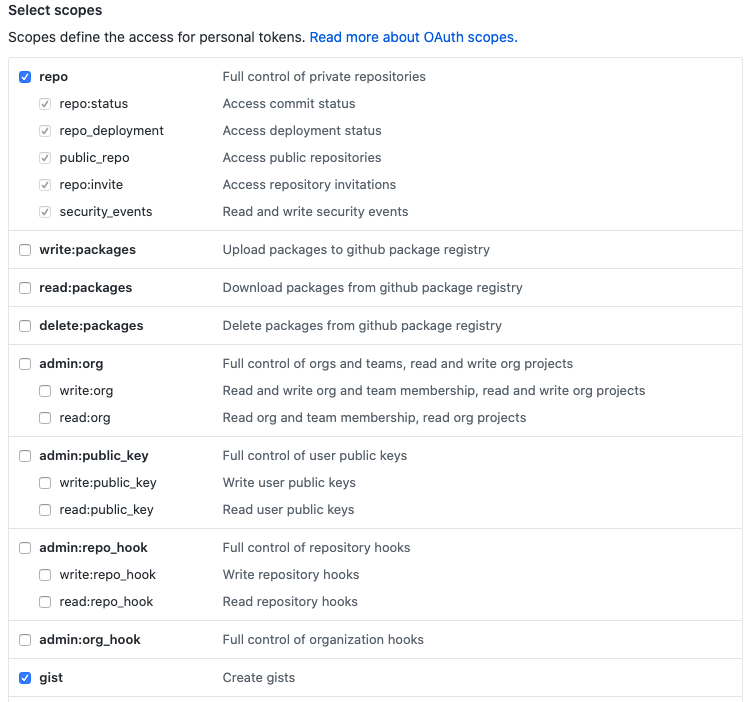 Select scopes
Scopes define the access for personal tokens. Read more about OAuth scopes.
repo Full control of private repositories
repo:status Access commit status
repo_deployment Access deployment status
public_repo Access public repositories
repo:invite Access repository invitations
security_events Read and write security events
write:packages Upload packages to github package registry
read:packages Download packages from github package registry
delete:packages Delete packages from github package registry
admin:org Full control of orgs and teams, read and write org projects
write:org Read and write org and team membership, read and write org projects
read:org Read org and team membership, read org projects
admin:public_key Full control of user public keys
write:public_key Write user public keys
read:public_key Read user public keys
admin:repo_hook Full control of repository hooks
write:repo_hook Write repository hooks
read:repo_hook Read repository hooks
admin:org_hook Full control of organization hooks
gist Create gists